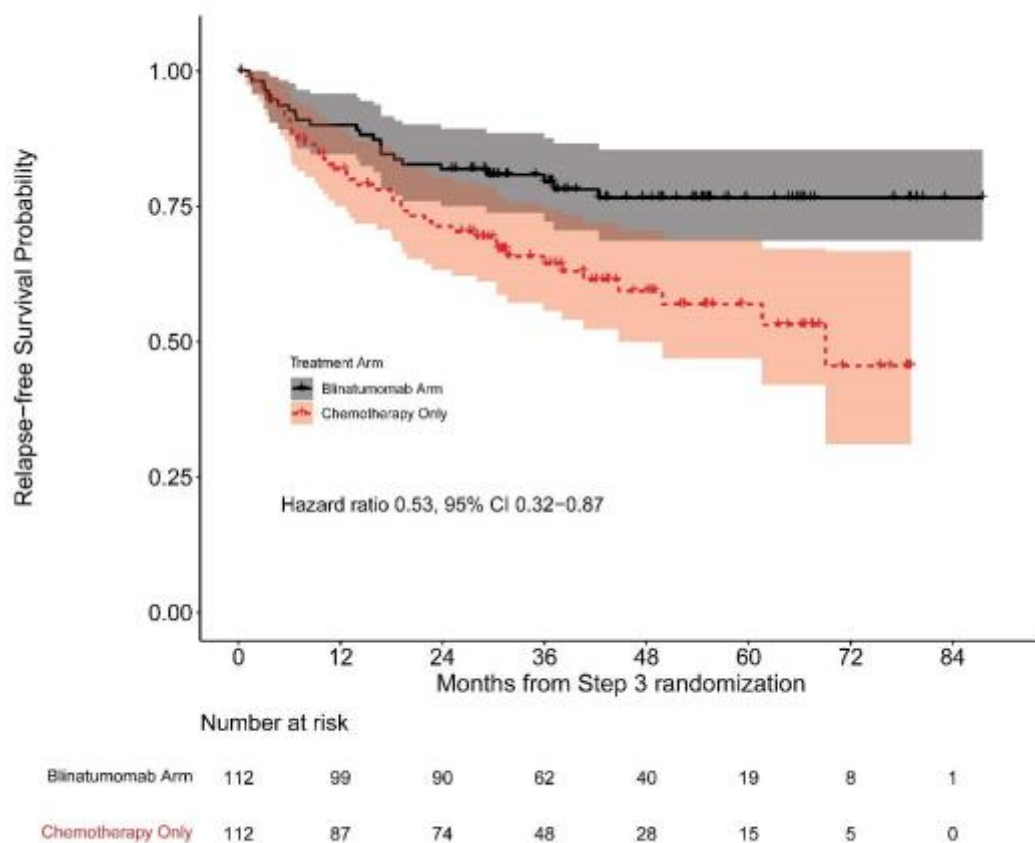 Relapse−free Survival Probability
1.00
0.75
0.50
0.25
0.00
Treatment Arm
Blinatumomab Arm
Chemotherapy Only
Hazard ratio 0.53, 95% CI 0.32−0.87
0 12 24 36 48 60 72 84
Months from Step 3 randomization
Number at risk
Blinatumomab Arm 112 99 90 62 40 19 8 1
Chemotherapy Only 112 87 74 48 28 15 5 0